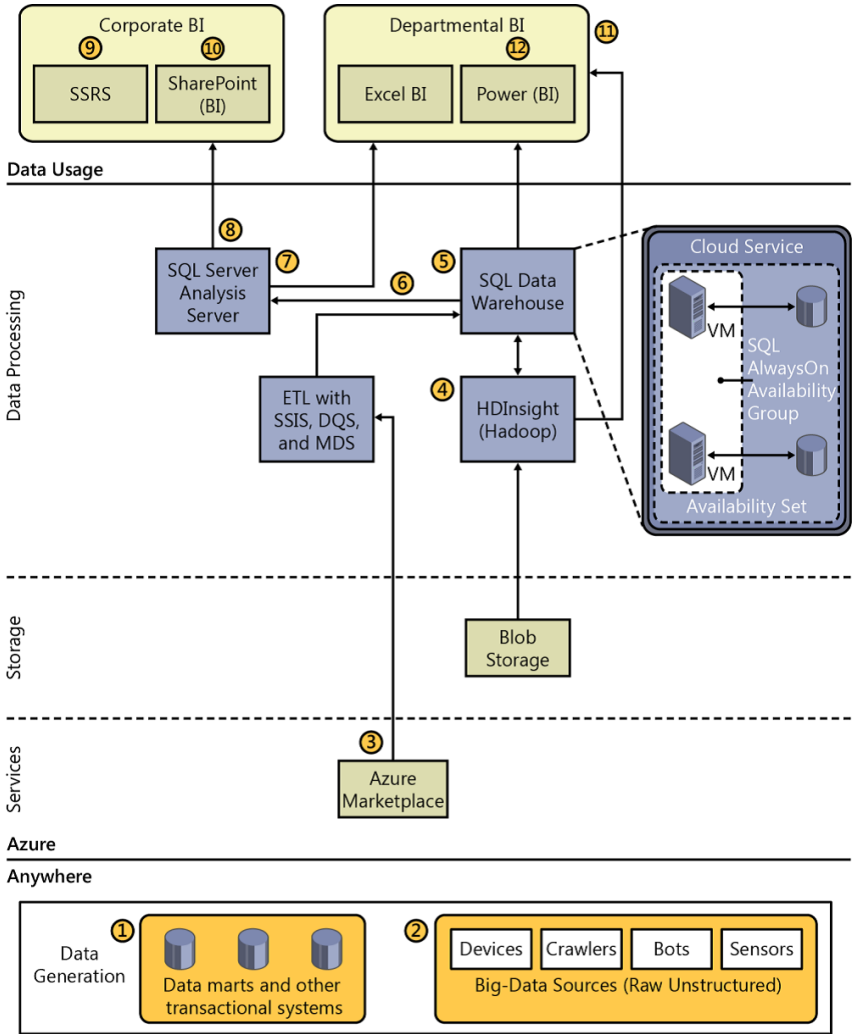 Corporate BI
9
10
SSRS
SharePoint
(BI)
Departmental BI
11
12
Excel BI
Power (BI)
Data Usage
Data Processing
8
7
SQL Server
Analysis
Server
6
5
SQL Data
Warehouse
ETL with
SSIS, DQS,
and MDS
4
HDInsight
(Hadoop)
Cloud Service
VM
SQL
AlwaysOn
Availability
Group
VM
Availability Set
Storage
Blob
Storage
Services
3
Azure
Marketplace
Azure
Anywhere
Data
Generation
1
Data marts and other
transactional systems
2
Devices
Crawlers
Bots
Sensors
Big-Data Sources (Raw Unstructured)